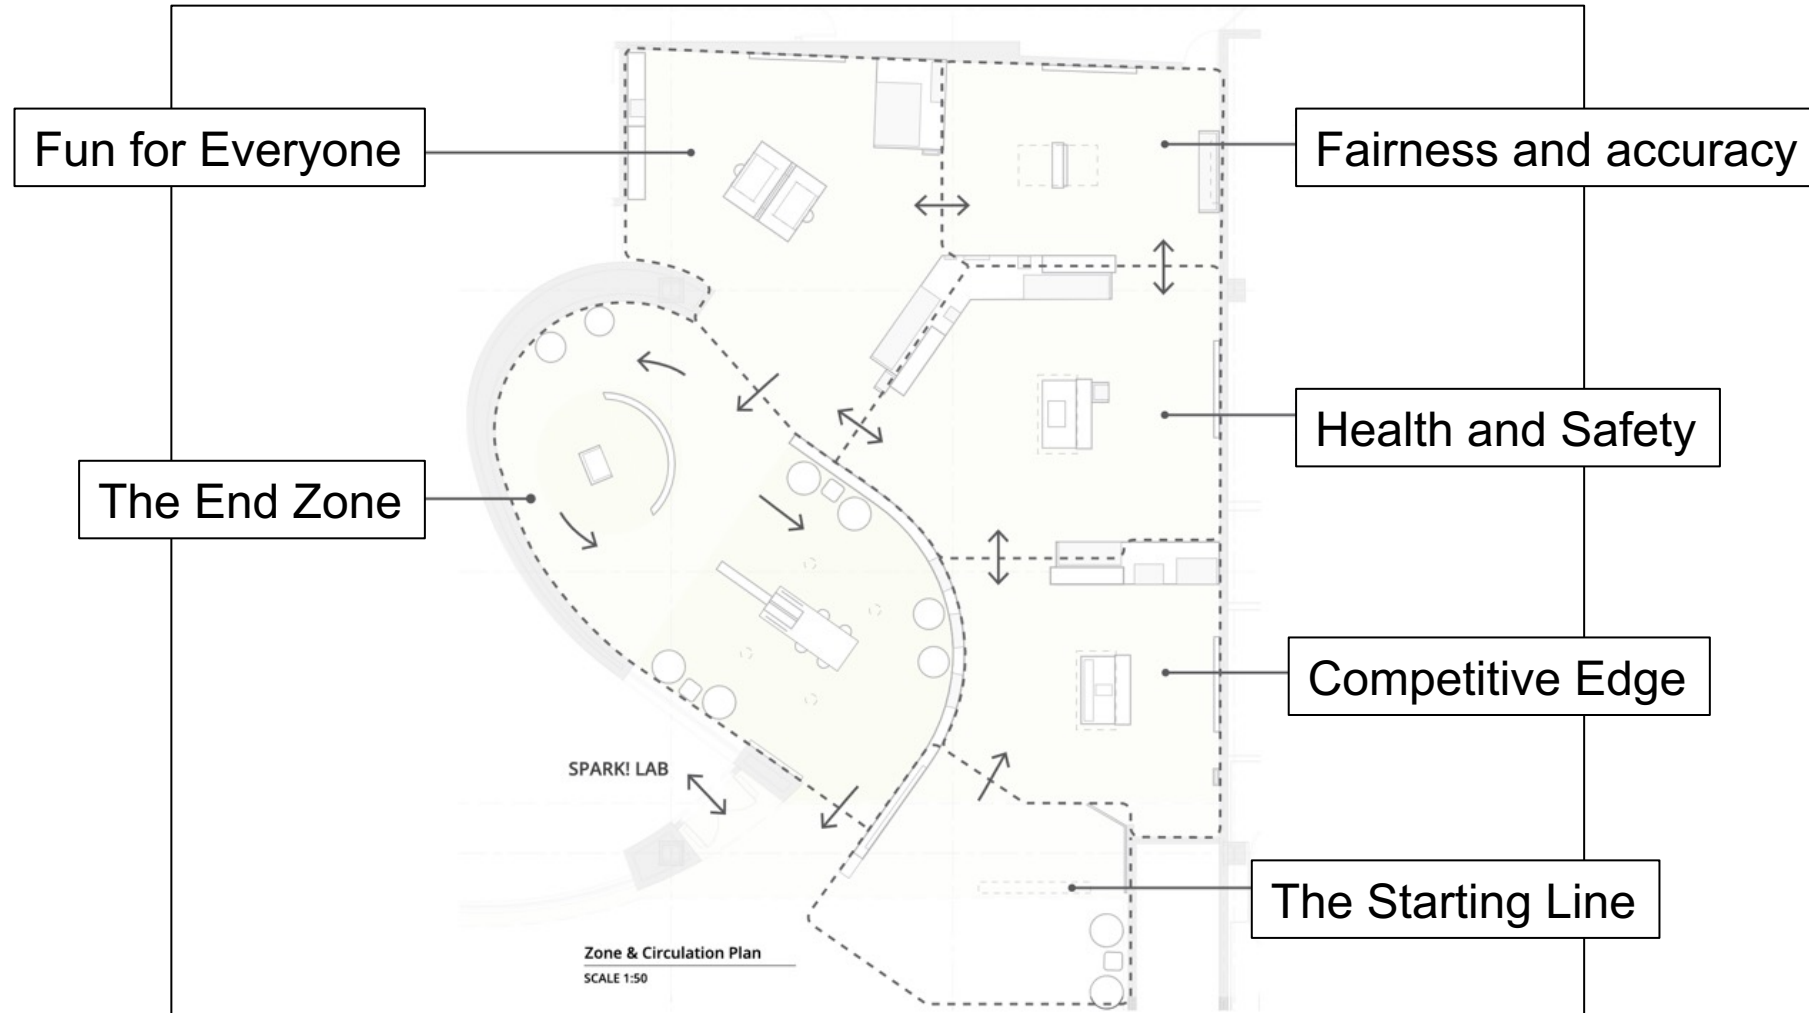 Fun for Everyone
Fairness and accuracy
Health and Safety
The End Zone
Competitive Edge
SPARK! LAB
The Starting Line
Zone & Circulation Plan
SCALE 1:50